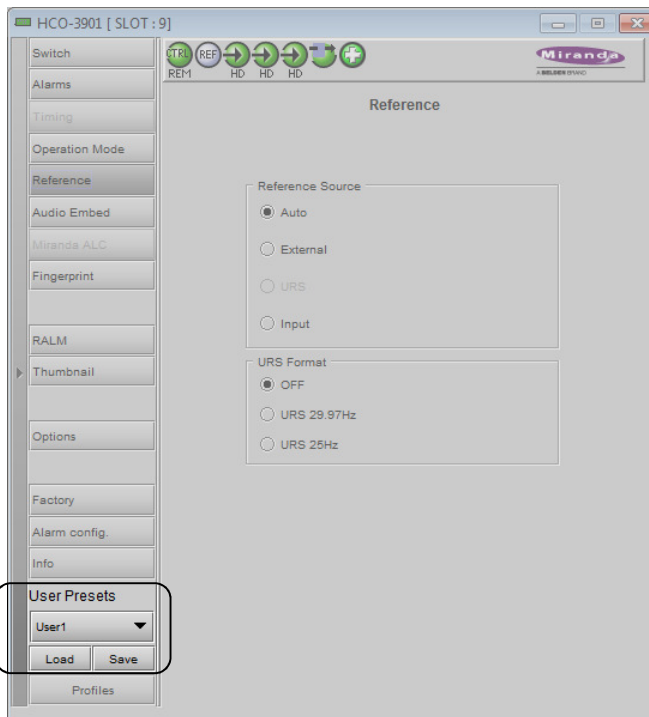 HCO-3901 [ SLOT : 9]
Switch
Alarms
Timing
Operation Mode
Reference
Audio Embed
Miranda ALC
Fingerprint
RALM
Thumbnail
Options
Factory
Alarm config.
Info
User Presets
User1
Load Save
Profiles
CTRL REF
REM HD HD HD
Miranda
A BELDEN BRAND
Reference
Reference Source
Auto
External
URS
Input
URS Format
OFF
URS 29.97Hz
URS 25Hz